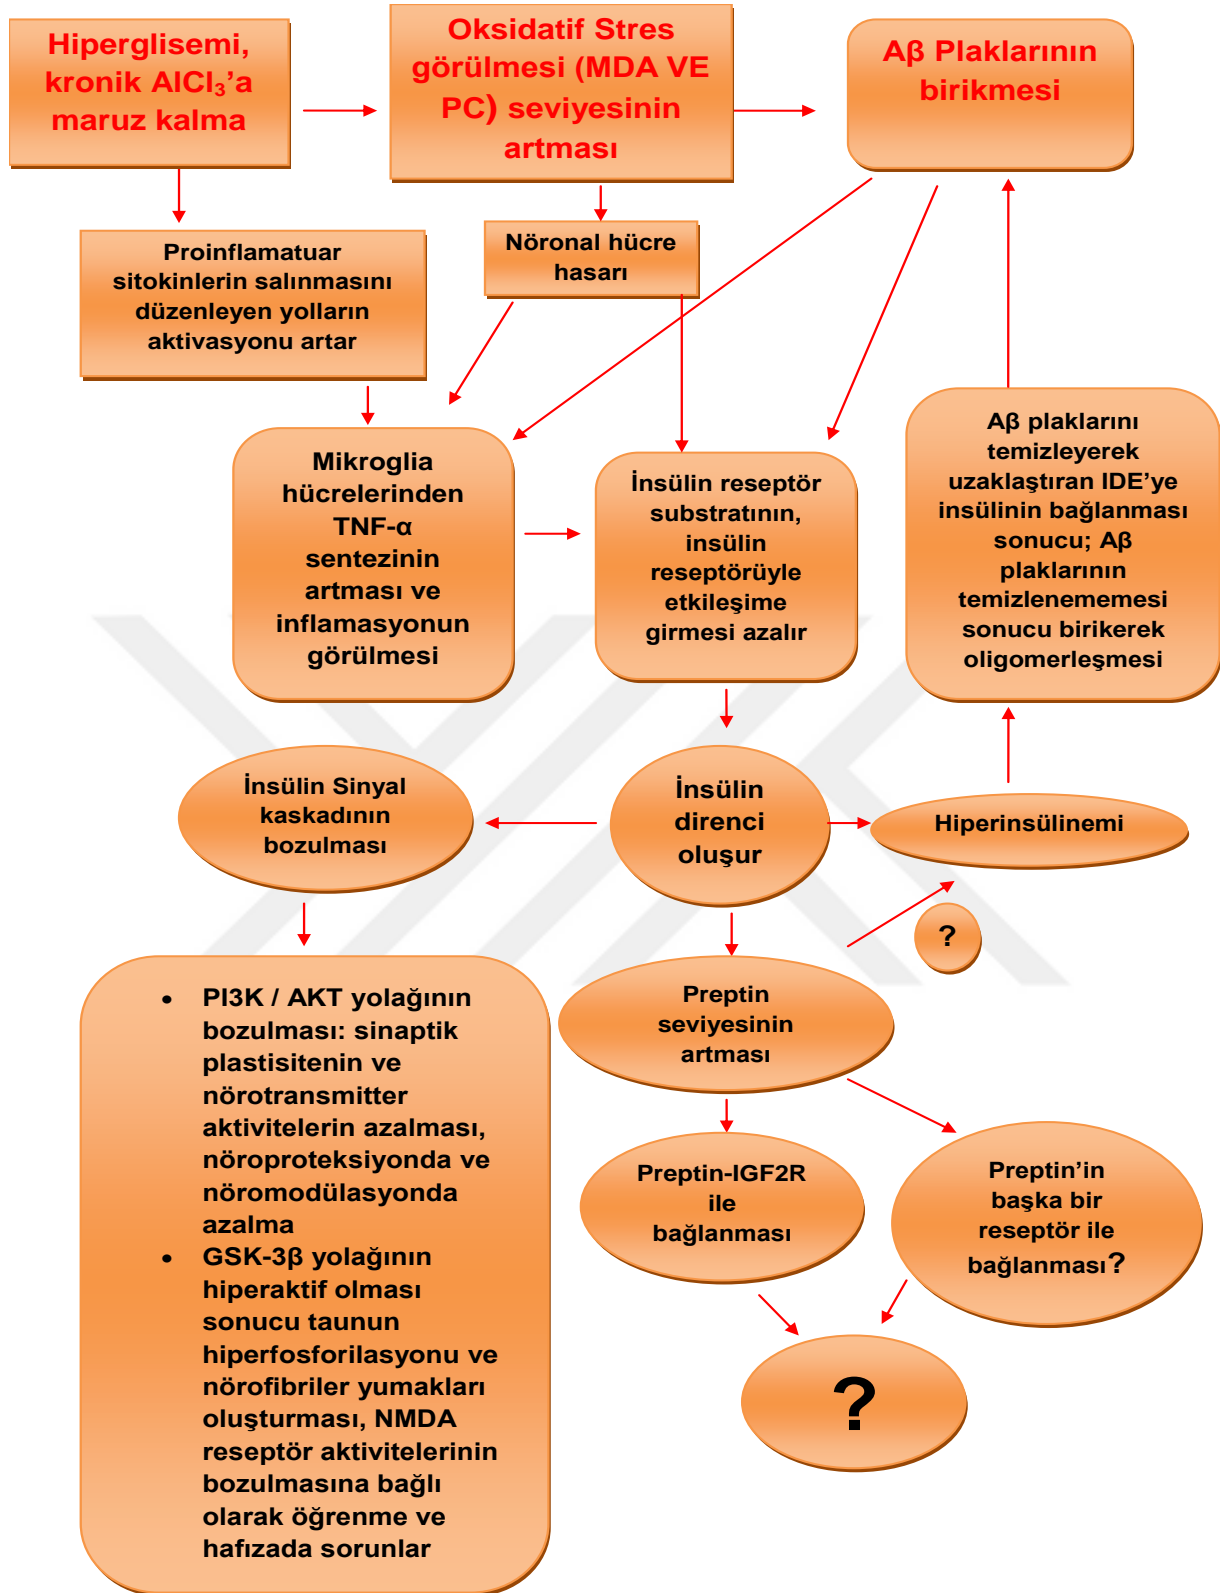 Hiperglisemi,
kronik AlCl₃’a
maruz kalma
Oksidatif Stres
görülmesi (MDA VE
PC) seviyesinin
artması
Aβ Plaklarının
birikmesi
Proinflamatuar
sitokinlerin salınmasını
düzenleyen yolların
aktivasyonu artar
Nöronal hücre
hasarı
Mikroglia
hücrelerinden
TNF-α
sentezinin
artması ve
inflamasyonun
görülmesi
İnsülin reseptör
substratının,
insülin
reseptörüyle
etkileşime
girmesi azalır
Aβ plaklarını
temizleyerek
uzaklaştıran IDE’ye
insülinin bağlanması
sonucu; Aβ
plaklarının
temizlenememesi
sonucu birikerek
oligomerleşmesi
İnsülin Sinyal
kaskadının
bozulması
İnsülin
direnci
oluşur
Hiperinsülinemi
?
Preptin
seviyesinin
artması
• PI3K / AKT yolağının
bozulması: sinaptik
plastisitenin ve
nörotransmitter
aktivitelerin azalması,
nöroproteksiyonda ve
nöromodülasyonda
azalma
• GSK-3β yolağının
hiperaktif olması
sonucu taunun
hiperfosforilasyonu ve
nörofibriler yumakları
oluşturması, NMDA
reseptör aktivitelerinin
bozulmasına bağlı
olarak öğrenme ve
hafızada sorunlar
Preptin-IGF2R
ile
bağlanması
Preptin’in
başka bir
reseptör ile
bağlanması?
?